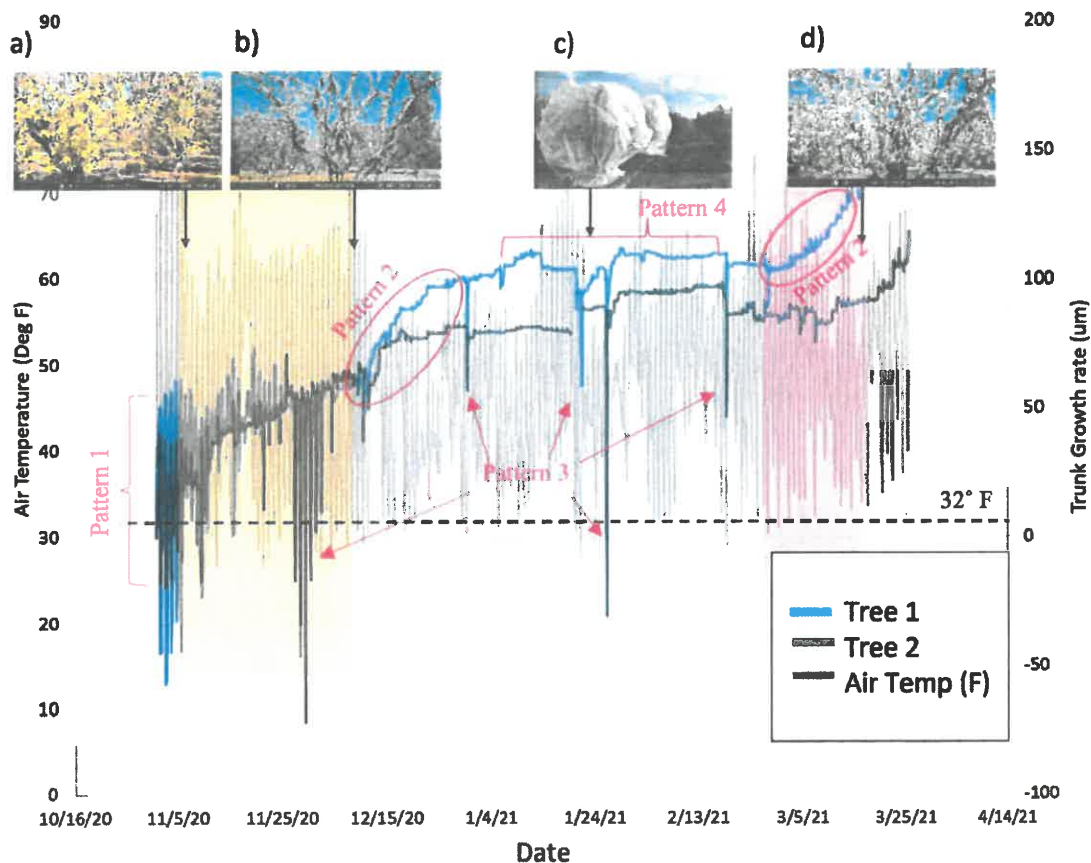 90
200
a)
b)
c)
d)
150
70
Pattern 4
60
100
Pattern 2
Pattern 2
50
50
40
Pattern 3
Pattern 1
32° F
30
0
20
-50
10
0
-100
Air Temperature (Deg F)
Trunk Growth rate (um)
Tree 1
Tree 2
Air Temp (F)
10/16/20 11/5/20 11/25/20 12/15/20 1/4/21 1/24/21 2/13/21 3/5/21 3/25/21 4/14/21
Date